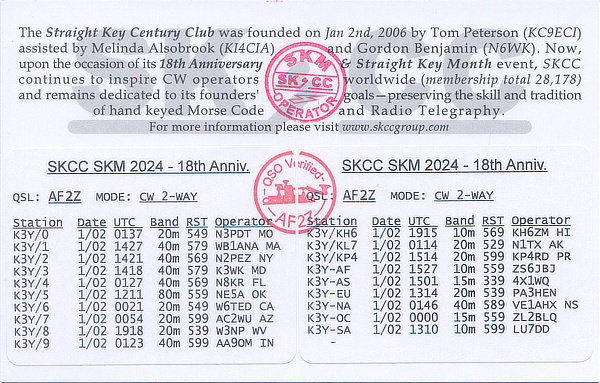 The Straight Key Century Club was founded on Jan 2nd, 2006 by Tom Peterson (KC9ECI)
assisted by Melinda Alsobrook (KI4CIA) and Gordon Benjamin (N6WK). Now,
upon the occasion of its 18th Anniversary & Straight Key Month event, SKCC
continues to inspire CW operators worldwide (membership total 28,178)
and remains dedicated to its founders' goals—preserving the skill and tradition
of hand keyed Morse Code and Radio Telegraphy.
For more information please visit www.skccgroup.com
SKCC
SKM
SKCC
OPERATOR
SKCC SKM 2024 - 18th Anniv.
QSL: AF2Z MODE: CW 2-WAY
Station Date UTC Band RST Operator
K3Y/0 1/02 0137 20m 549 N3PDT MO
K3Y/1 1/02 1427 40m 579 WB1ANA MA
K3Y/2 1/02 1421 40m 569 N2PEZ NY
K3Y/3 1/02 1418 40m 579 K3WK MD
K3Y/4 1/02 0017 40m 569 N8KR FL
K3Y/5 1/02 1211 80m 559 NE5A OK
K3Y/6 1/02 0021 20m 549 W6TED CA
K3Y/7 1/02 0054 40m 599 AC2WU AZ
K3Y/8 1/02 1918 20m 539 W3NP WV
K3Y/9 1/02 0123 40m 599 AA9OM IN
QSO Verified
AF2Z
SKCC SKM 2024 - 18th Anniv.
QSL: AF2Z MODE: CW 2-WAY
Station Date UTC Band RST Operator
K3Y/KH6 1/02 1915 10m 569 KH6ZM HI
K3Y/KL7 1/02 0114 20m 529 N1TX AK
K3Y/KP4 1/02 1514 20m 599 KP4RD PR
K3Y-AF 1/02 1527 10m 559 ZS6JBJ
K3Y-AS 1/02 1501 15m 339 4X1WQ
K3Y-EU 1/02 1314 20m 539 PA3HEN
K3Y-NA 1/02 0146 40m 589 VE1AHX NS
K3Y-OC 1/02 0000 15m 559 ZL2BLQ
K3Y-SA 1/02 1310 10m 599 LU7DD
-